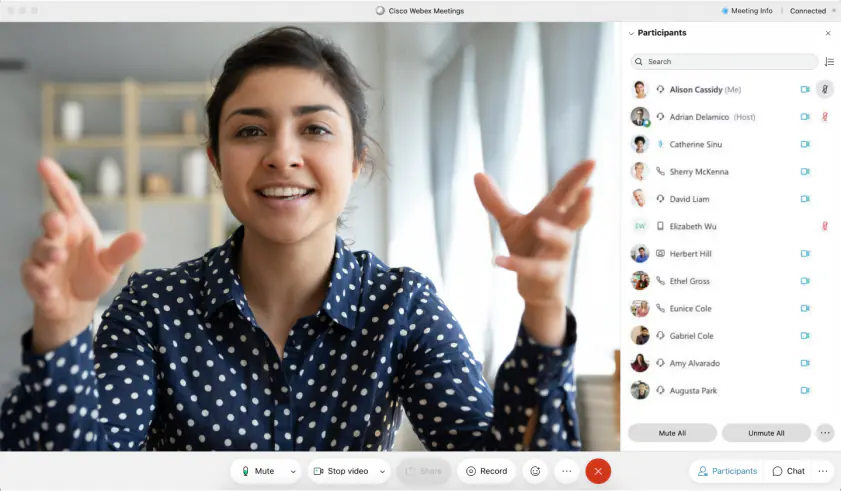 Cisco Webex Meetings
Meeting Info
Connected
Participants
Search
Alison Cassidy (Me)
Adrian Delamico (Host)
Catherine Sinu
Sherry McKenna
David Liam
EW Elizabeth Wu
Herbert Hill
Ethel Gross
Eunice Cole
Gabriel Cole
Amy Alvarado
Augusta Park
Mute All
Unmute All
Mute
Stop video
Share
Record
Participants
Chat